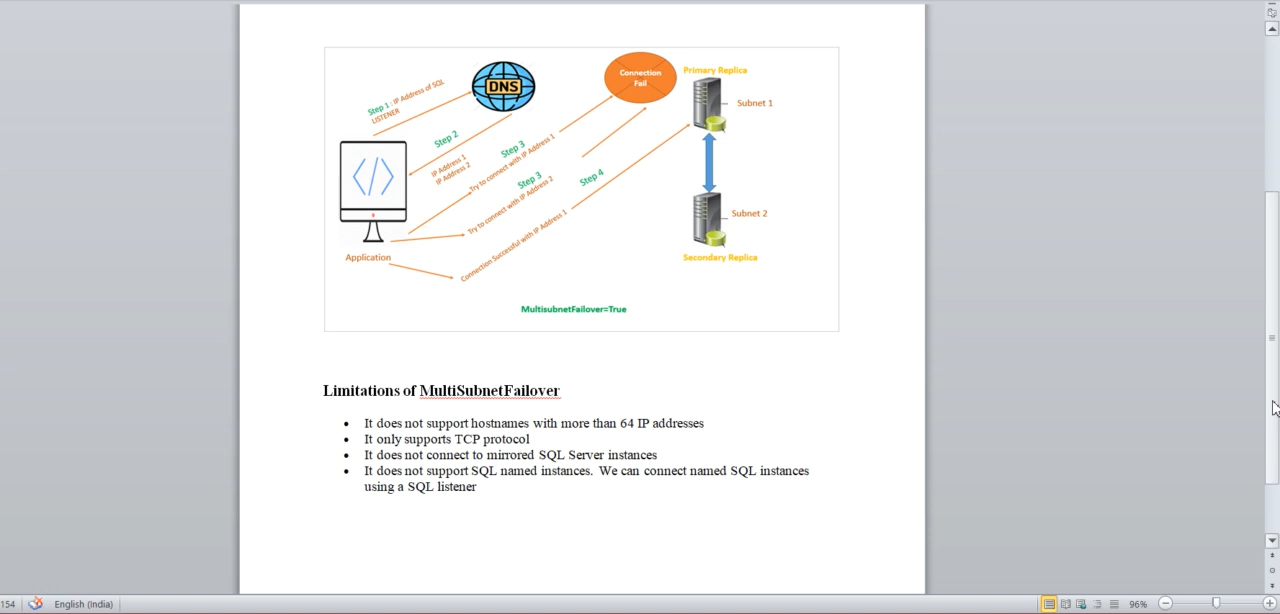 Connection
Fail
Primary Replica
DNS
Step 1 : IP Address of SQL
LISTENER
Subnet 1
Step 2
IP Address 1
IP Address 2
Step 3
Try to connect with IP Address 1
Step 3
Try to connect with IP Address 2
Step 4
Connection Successful with IP Address 1
</>
Subnet 2
Application
Secondary Replica
MultisubnetFailover=True
Limitations of MultiSubnetFailover
• It does not support hostnames with more than 64 IP addresses
• It only supports TCP protocol
• It does not connect to mirrored SQL Server instances
• It does not support SQL named instances. We can connect named SQL instances
using a SQL listener
154 English (India) 96%